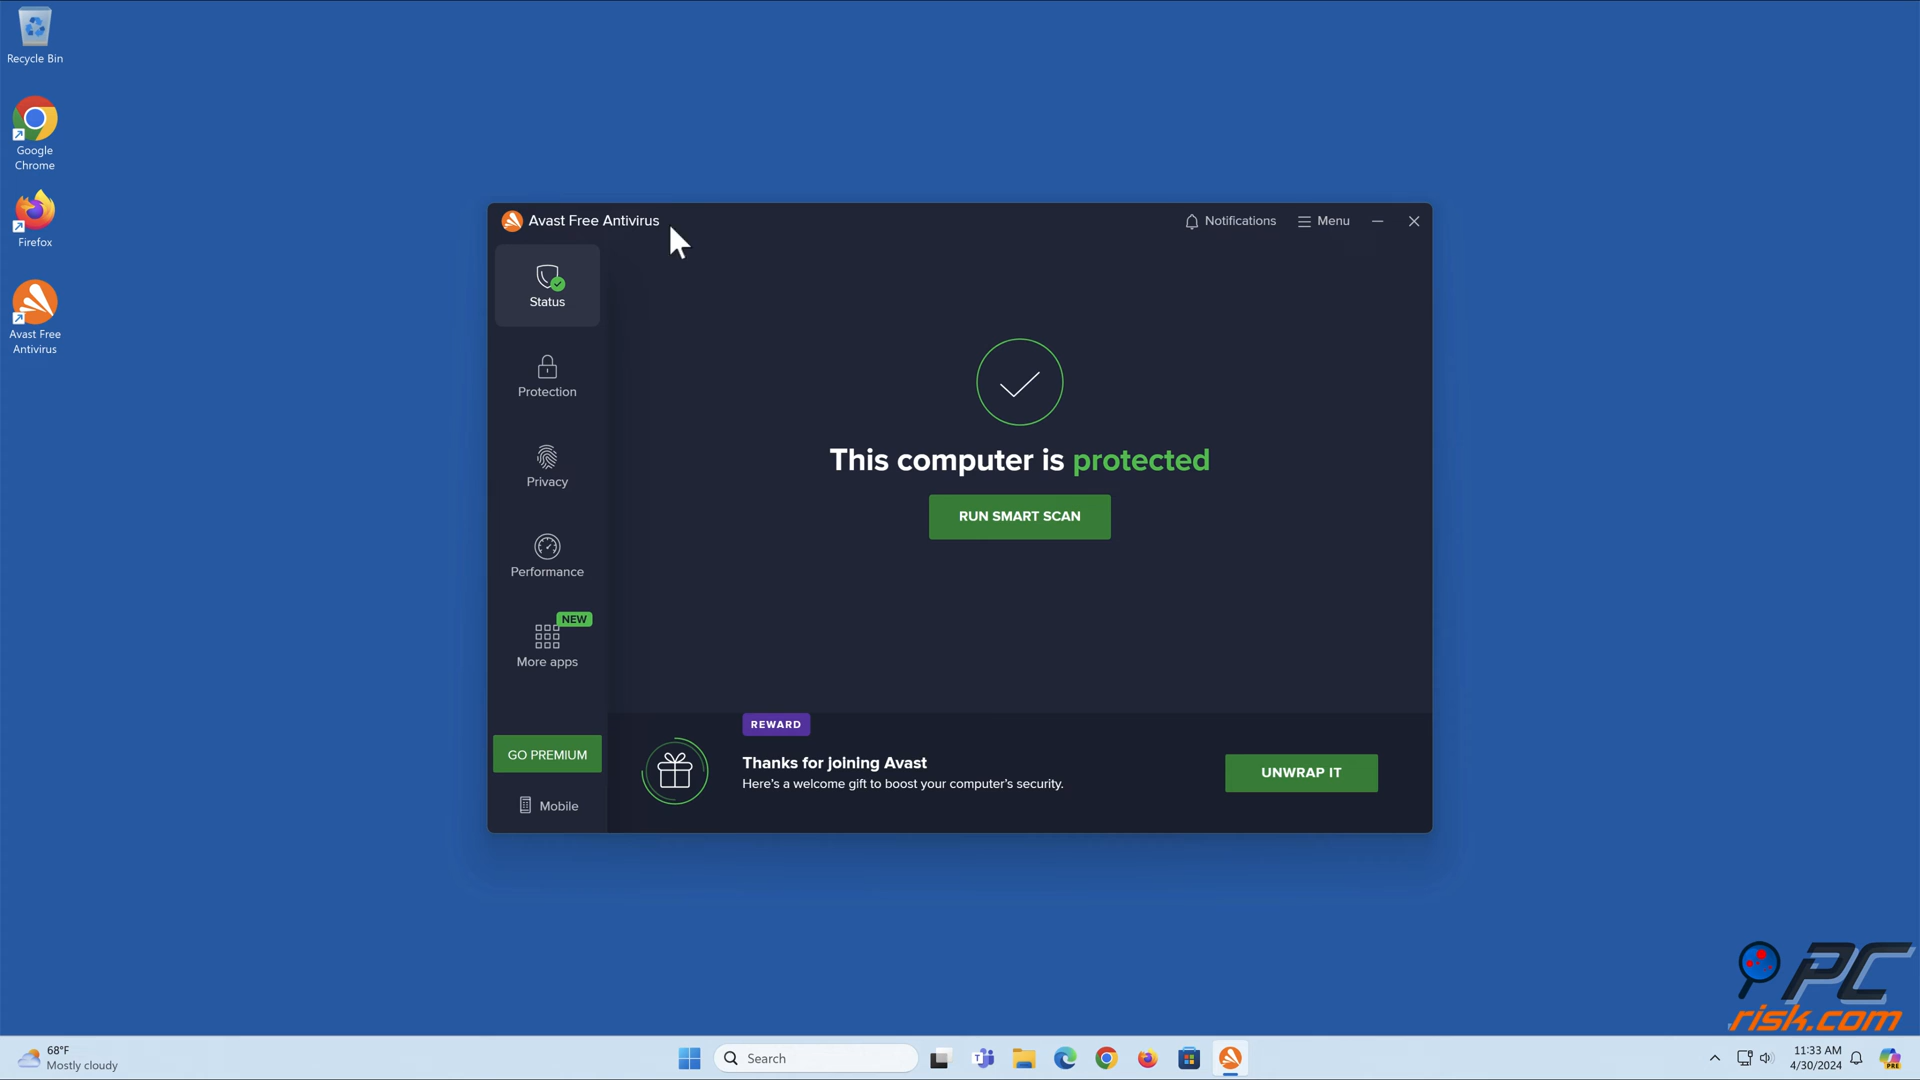 Recycle Bin
Google
Chrome
Firefox
Avast Free
Antivirus
Avast Free Antivirus
Notifications
Menu
Status
Protection
Privacy
Performance
NEW
More apps
GO PREMIUM
Mobile
This computer is protected
RUN SMART SCAN
REWARD
Thanks for joining Avast
Here's a welcome gift to boost your computer's security.
UNWRAP IT
PC
risk.com
68°F
Mostly cloudy
Search
11:33 AM
4/30/2024
PRE